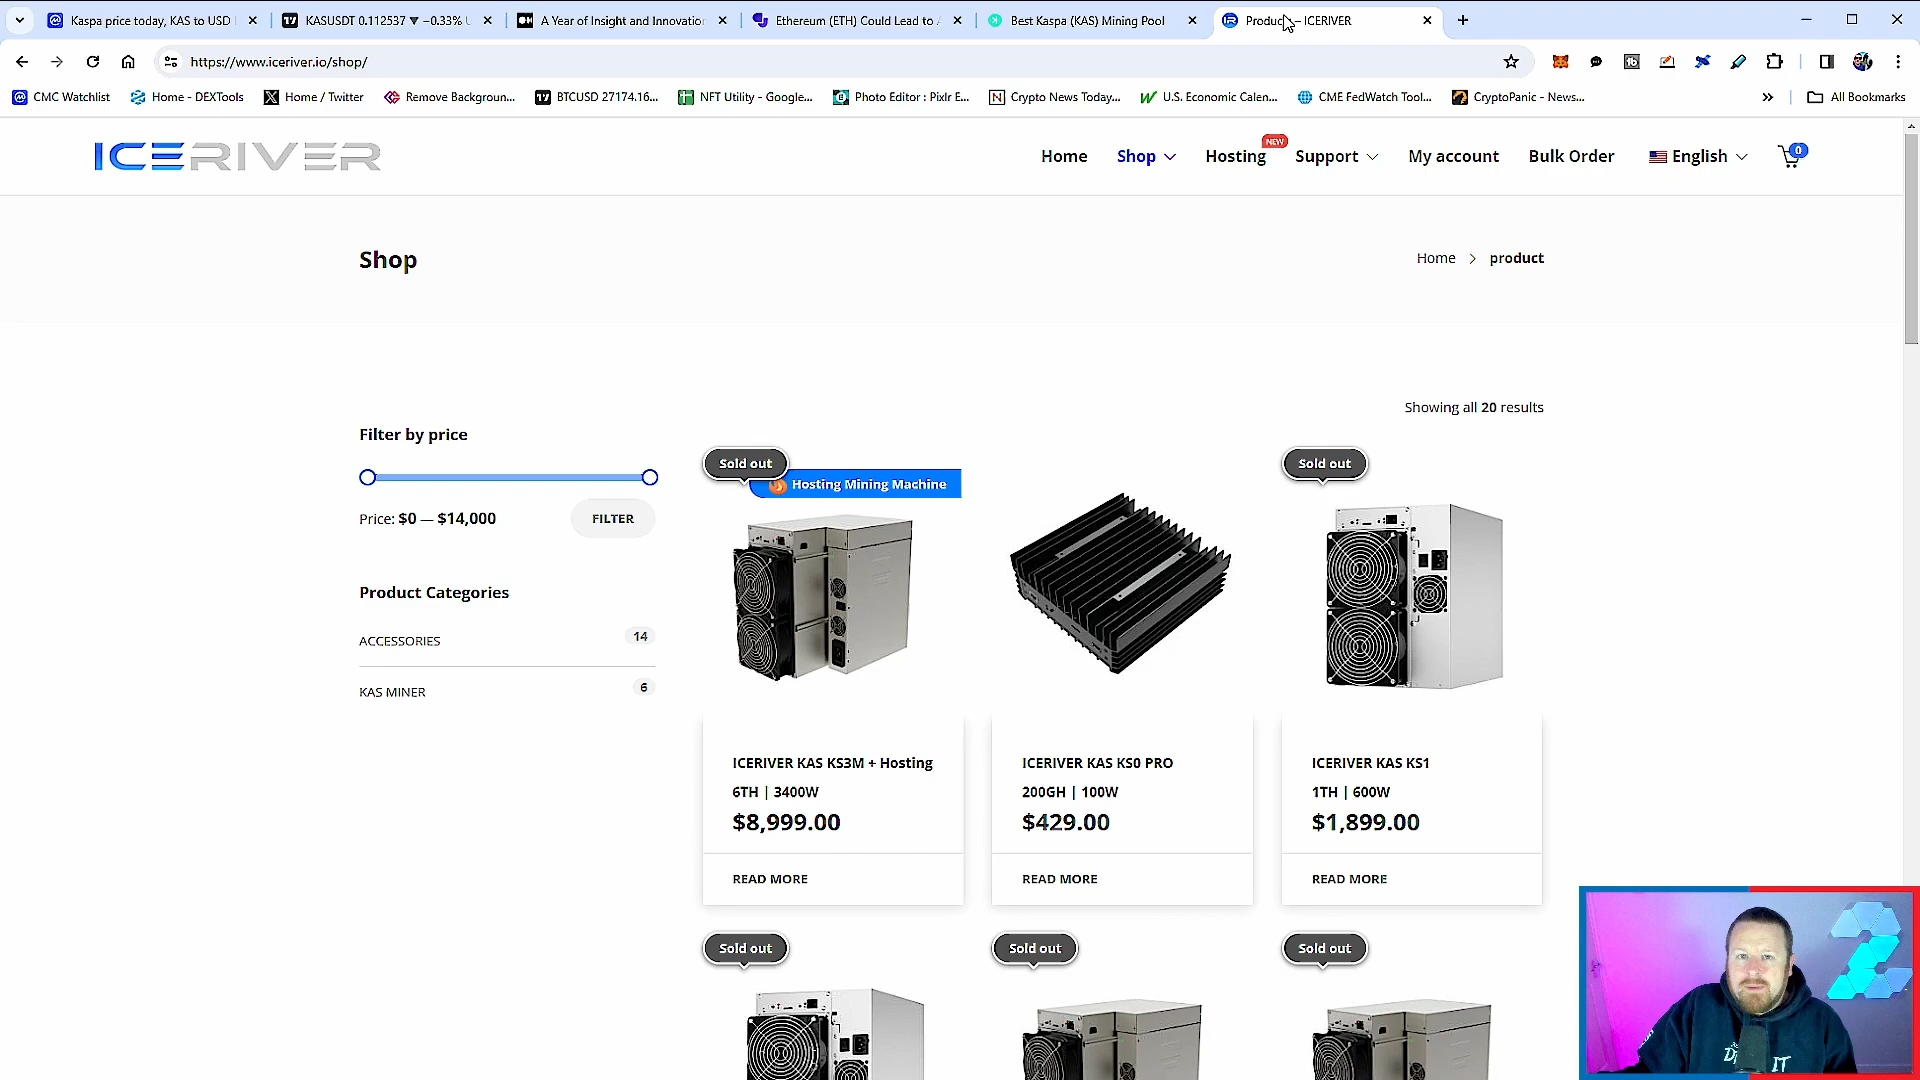 Kaspa price today, KAS to USD
KASUSDT 0.112537 ▼ −0.33%
A Year of Insight and Innovation
Ethereum (ETH) Could Lead to
Best Kaspa (KAS) Mining Pool
– ICERIVER
https://www.iceriver.io/shop/
CMC Watchlist
Home - DEXTools
Home / Twitter
Remove Backgroun...
BTCUSD 27174.16...
NFT Utility - Google...
Photo Editor : Pixlr E...
Crypto News Today...
U.S. Economic Calen...
CME FedWatch Tool...
CryptoPanic - News...
All Bookmarks
ICERIVER
Home
Shop
Hosting
NEW
Support
My account
Bulk Order
English
0
Shop
Home > product
Showing all 20 results
Filter by price
Price: $0 — $14,000
FILTER
Product Categories
ACCESSORIES
14
KAS MINER
6
Sold out
Hosting Mining Machine
ICERIVER KAS KS3M + Hosting
6TH | 3400W
$8,999.00
READ MORE
ICERIVER KAS KS0 PRO
200GH | 100W
$429.00
READ MORE
Sold out
ICERIVER KAS KS1
1TH | 600W
$1,899.00
READ MORE
Sold out
Sold out
Sold out